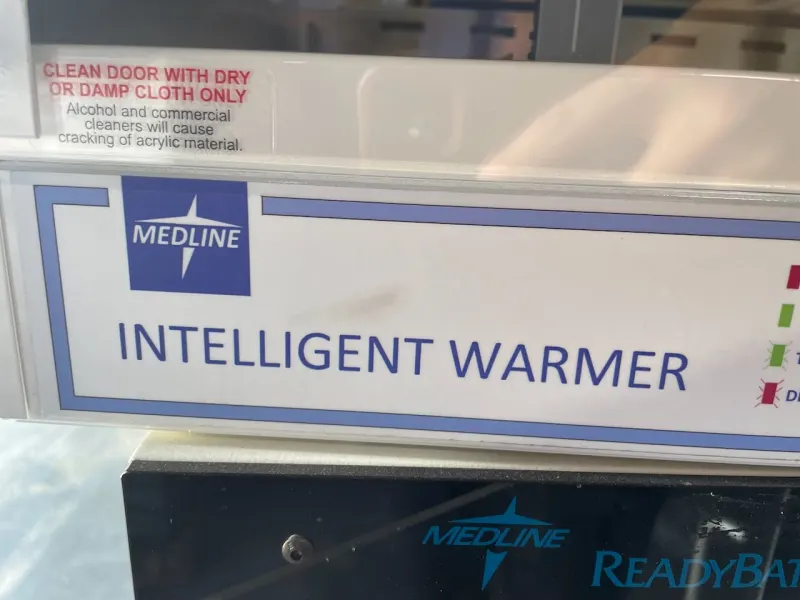 CLEAN DOOR WITH DRY
OR DAMP CLOTH ONLY
Alcohol and commercial
cleaners will cause
cracking of acrylic material.
MEDLINE
INTELLIGENT WARMER
MEDLINE
READYBAT